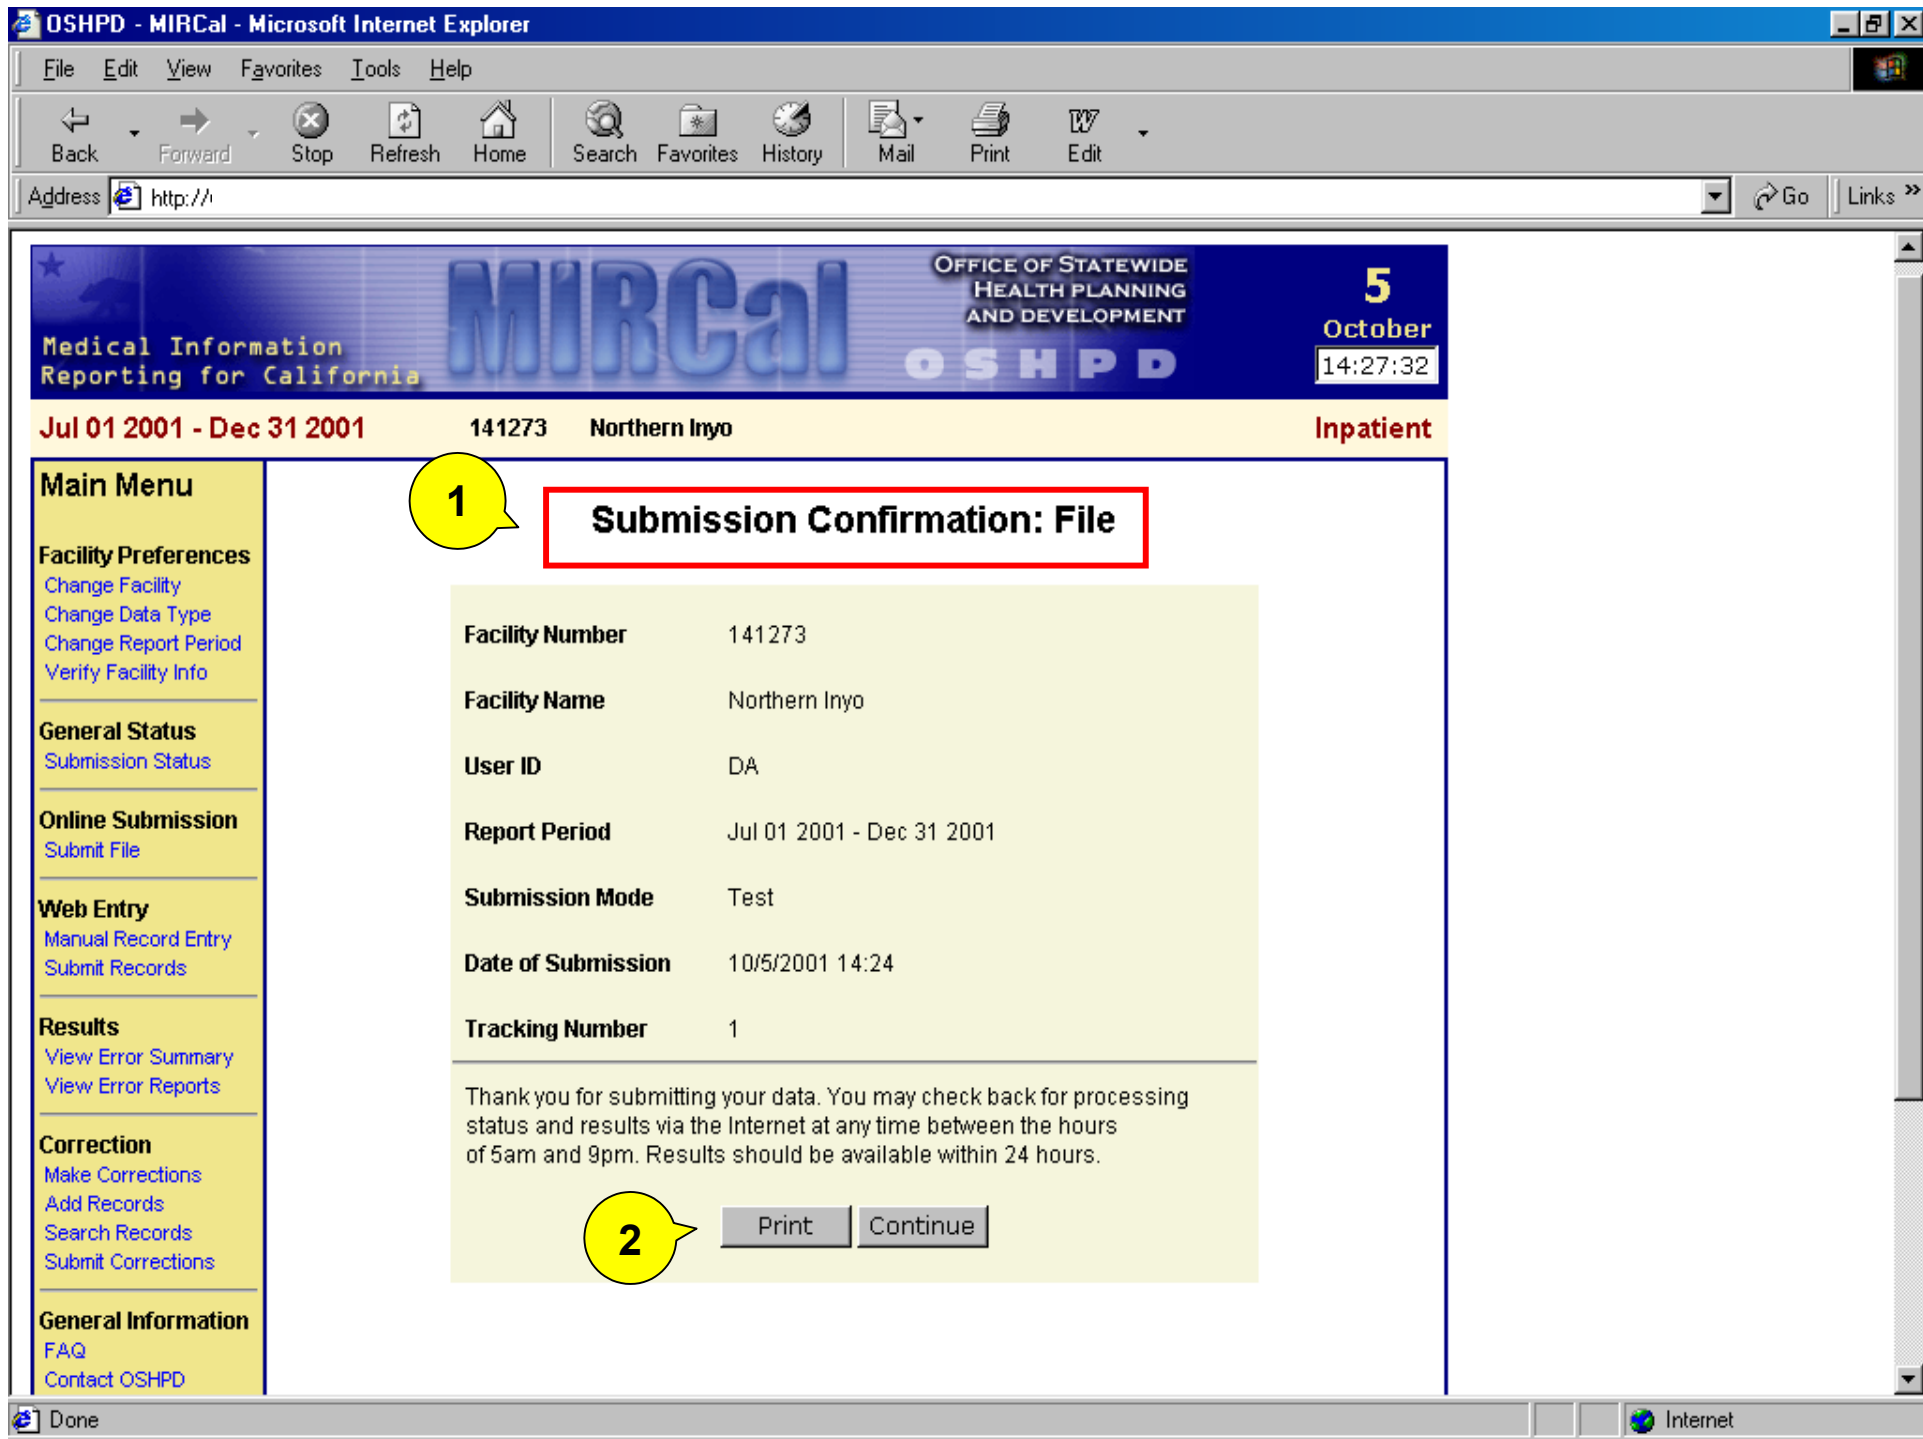 OSHPD - MIRCal - Microsoft Internet Explorer
File Edit View Favorites Tools Help
Back Forward Stop Refresh Home Search Favorites History Mail Print Edit
Address http:// Go Links »
Medical Information
Reporting for California
MIRCal
OFFICE OF STATEWIDE
HEALTH PLANNING
AND DEVELOPMENT
OSHPD
5
October
14:27:32
Jul 01 2001 - Dec 31 2001 141273 Northern Inyo Inpatient
Main Menu
Facility Preferences
Change Facility
Change Data Type
Change Report Period
Verify Facility Info
General Status
Submission Status
Online Submission
Submit File
Web Entry
Manual Record Entry
Submit Records
Results
View Error Summary
View Error Reports
Correction
Make Corrections
Add Records
Search Records
Submit Corrections
General Information
FAQ
Contact OSHPD
1
Submission Confirmation: File
Facility Number 141273
Facility Name Northern Inyo
User ID DA
Report Period Jul 01 2001 - Dec 31 2001
Submission Mode Test
Date of Submission 10/5/2001 14:24
Tracking Number 1
Thank you for submitting your data. You may check back for processing
status and results via the Internet at any time between the hours
of 5am and 9pm. Results should be available within 24 hours.
2
Print Continue
Done Internet